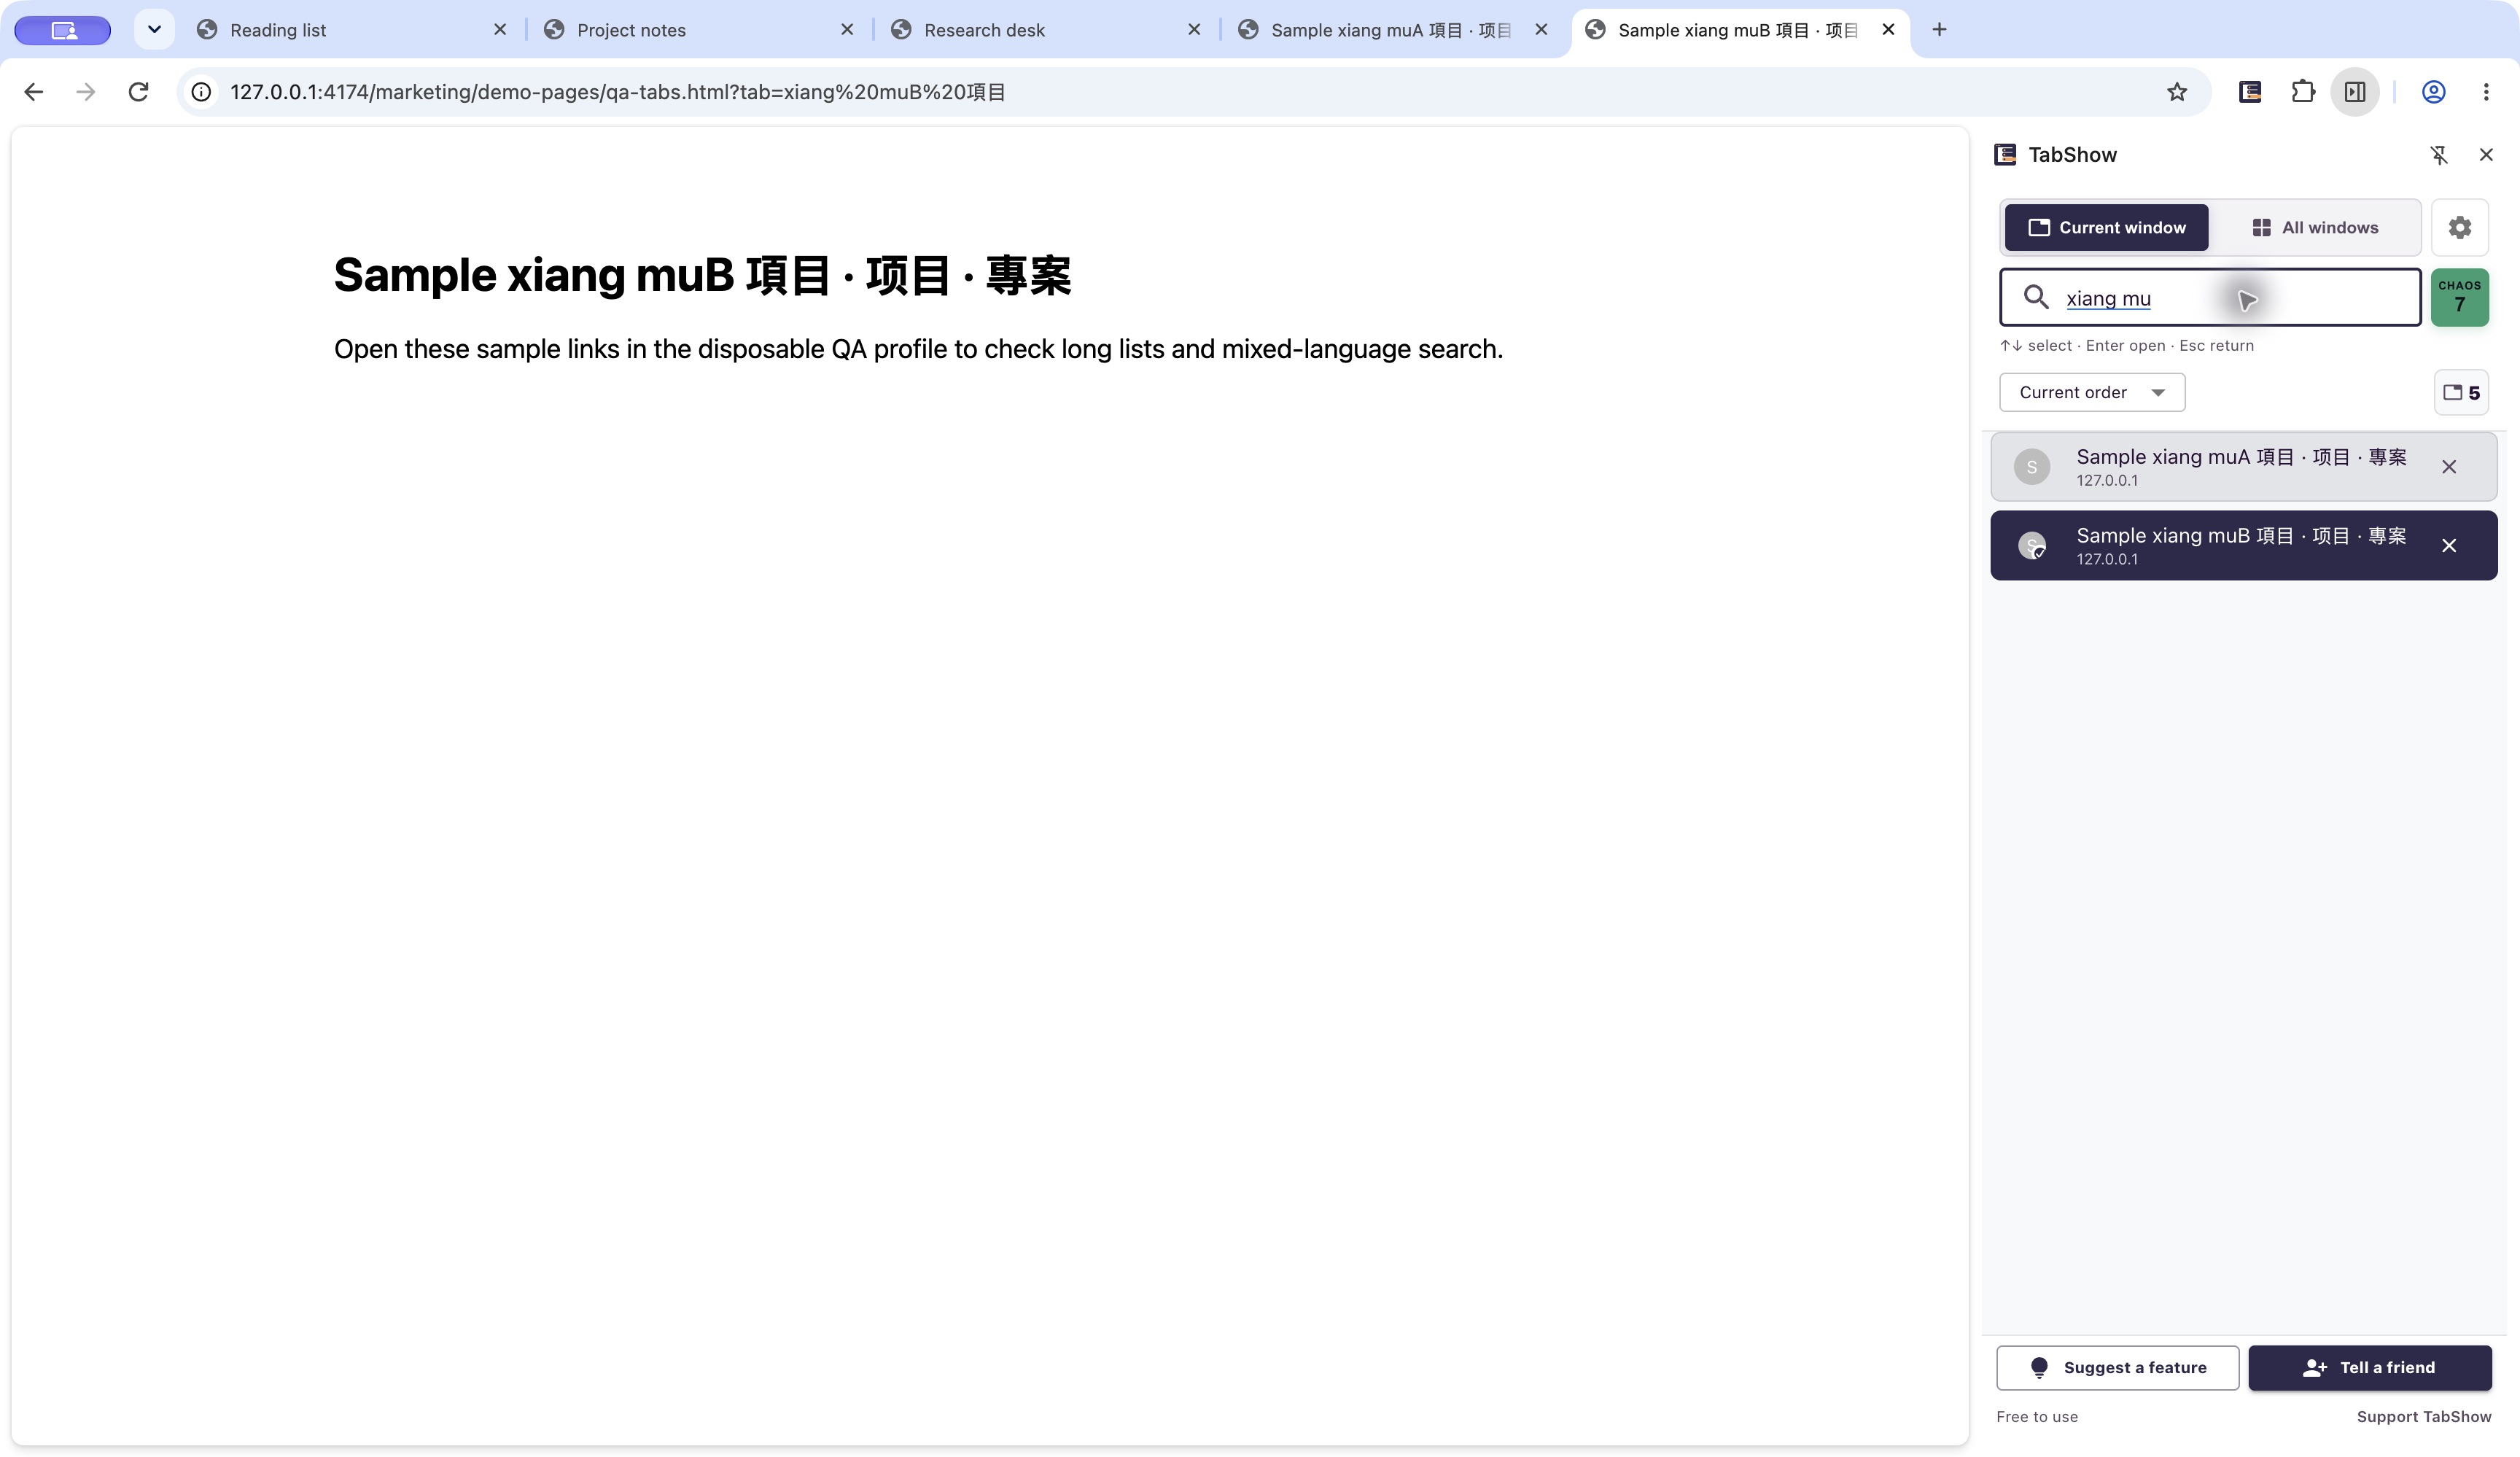 Reading list
Project notes
Research desk
Sample xiang muA 項目 · 项目
Sample xiang muB 項目 · 项目
127.0.0.1:4174/marketing/demo-pages/qa-tabs.html?tab=xiang%20muB%20項目
Sample xiang muB 項目 · 项目 · 專案
Open these sample links in the disposable QA profile to check long lists and mixed-language search.
TabShow
Current window
All windows
xiang mu
CHAOS
7
↑↓ select · Enter open · Esc return
Current order
5
S
Sample xiang muA 項目 · 项目 · 專案
127.0.0.1
S
Sample xiang muB 項目 · 项目 · 專案
127.0.0.1
Suggest a feature
Tell a friend
Free to use
Support TabShow